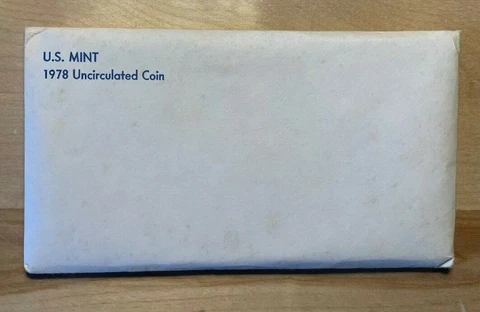 U.S. MINT
1978 Uncirculated Coin